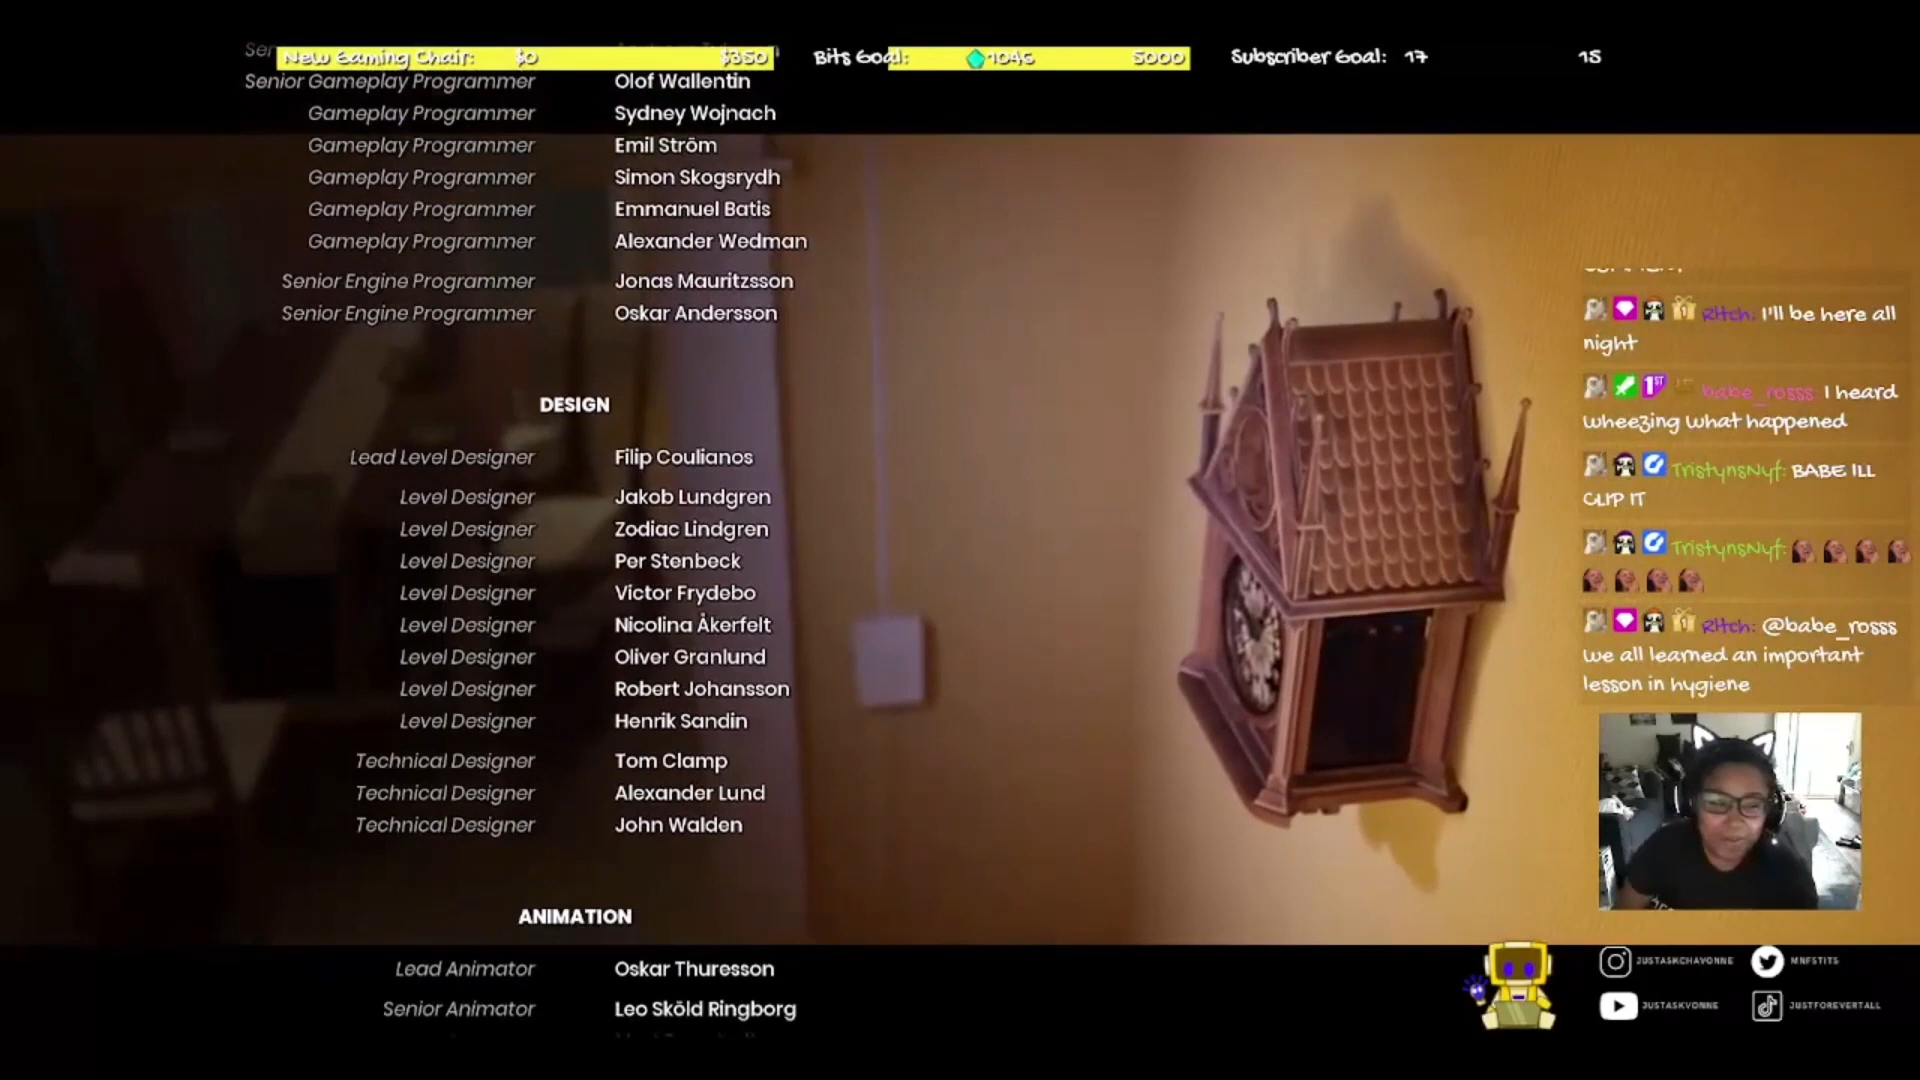 New Gaming Chair: $0 $350 Bits Goal: 1046 5000 Subscriber Goal: 17 15
Senior Gameplay Programmer Olof Wallentin
Gameplay Programmer Sydney Wojnach
Gameplay Programmer Emil Ström
Gameplay Programmer Simon Skogsrydh
Gameplay Programmer Emmanuel Batis
Gameplay Programmer Alexander Wedman
Senior Engine Programmer Jonas Mauritzsson
Senior Engine Programmer Oskar Andersson
DESIGN
Lead Level Designer Filip Coulianos
Level Designer Jakob Lundgren
Level Designer Zodiac Lindgren
Level Designer Per Stenbeck
Level Designer Victor Frydebo
Level Designer Nicolina Åkerfelt
Level Designer Oliver Granlund
Level Designer Robert Johansson
Level Designer Henrik Sandin
Technical Designer Tom Clamp
Technical Designer Alexander Lund
Technical Designer John Walden
ANIMATION
Lead Animator Oskar Thuresson
Senior Animator Leo Sköld Ringborg
RHtch: I'll be here all
night
babe_rosss: I heard
wheezing what happened
TristynsNyf: BABE ILL
CLIP IT
TristynsNyf:
RHtch: @babe_rosss
we all learned an important
lesson in hygiene
JUSTASKCHAVONNE MNFSTITS
JUSTASKVONNE JUSTFOREVERTALL